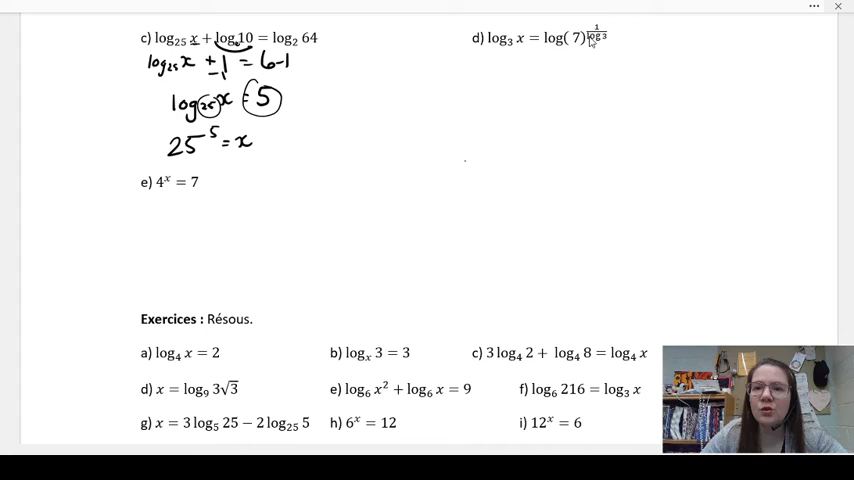 c) log₂₅ x + log 10 = log₂ 64
log₂₅ x + 1 = 6-1
-1
log₂₅ x = 5
25⁵ = x
d) log₃ x = log( 7)^(1/log 3)
e) 4ˣ = 7
Exercices : Résous.
a) log₄ x = 2
b) logₓ 3 = 3
c) 3 log₄ 2 + log₄ 8 = log₄ x
d) x = log₉ 3√3
e) log₆ x² + log₆ x = 9
f) log₆ 216 = log₃ x
g) x = 3 log₅ 25 − 2 log₂₅ 5
h) 6ˣ = 12
i) 12ˣ = 6